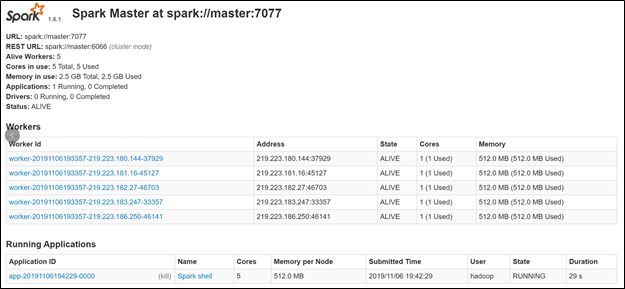 Spark 1.6.1 Spark Master at spark://master:7077
URL: spark://master:7077
REST URL: spark://master:6066 (cluster mode)
Alive Workers: 5
Cores in use: 5 Total, 5 Used
Memory in use: 2.5 GB Total, 2.5 GB Used
Applications: 1 Running, 0 Completed
Drivers: 0 Running, 0 Completed
Status: ALIVE
Workers
Worker Id Address State Cores Memory
worker-20191106193357-219.223.180.144-37929 219.223.180.144:37929 ALIVE 1 (1 Used) 512.0 MB (512.0 MB Used)
worker-20191106193357-219.223.181.16-45127 219.223.181.16:45127 ALIVE 1 (1 Used) 512.0 MB (512.0 MB Used)
worker-20191106193357-219.223.182.27-46703 219.223.182.27:46703 ALIVE 1 (1 Used) 512.0 MB (512.0 MB Used)
worker-20191106193357-219.223.183.247-33357 219.223.183.247:33357 ALIVE 1 (1 Used) 512.0 MB (512.0 MB Used)
worker-20191106193357-219.223.186.250-46141 219.223.186.250:46141 ALIVE 1 (1 Used) 512.0 MB (512.0 MB Used)
Running Applications
Application ID Name Cores Memory per Node Submitted Time User State Duration
app-20191106194229-0000 (kill) Spark shell 5 512.0 MB 2019/11/06 19:42:29 hadoop RUNNING 29 s